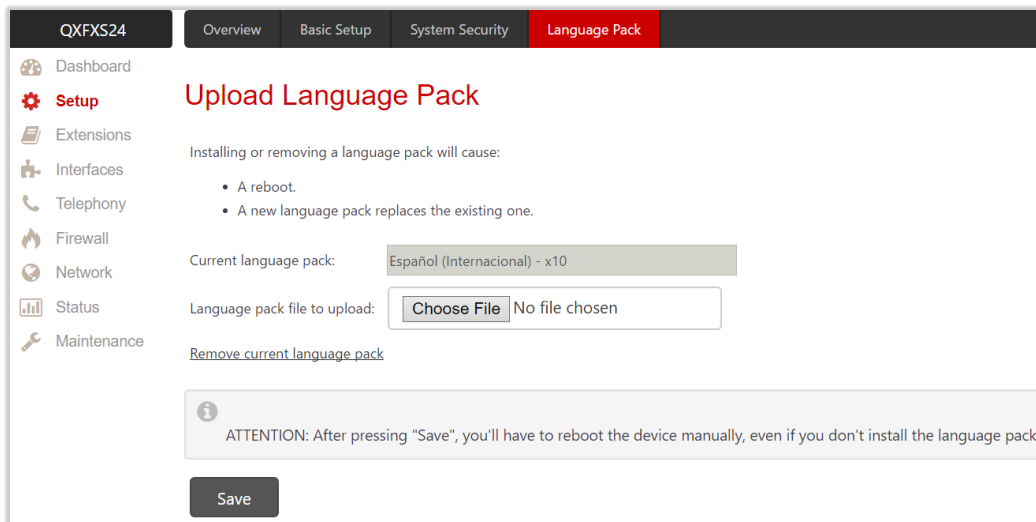 QXFXS24
Overview
Basic Setup
System Security
Language Pack
Dashboard
Setup
Extensions
Interfaces
Telephony
Firewall
Network
Status
Maintenance
Upload Language Pack
Installing or removing a language pack will cause:
• A reboot.
• A new language pack replaces the existing one.
Current language pack: Español (Internacional) - x10
Language pack file to upload: Choose File No file chosen
Remove current language pack
ATTENTION: After pressing "Save", you'll have to reboot the device manually, even if you don't install the language pack
Save